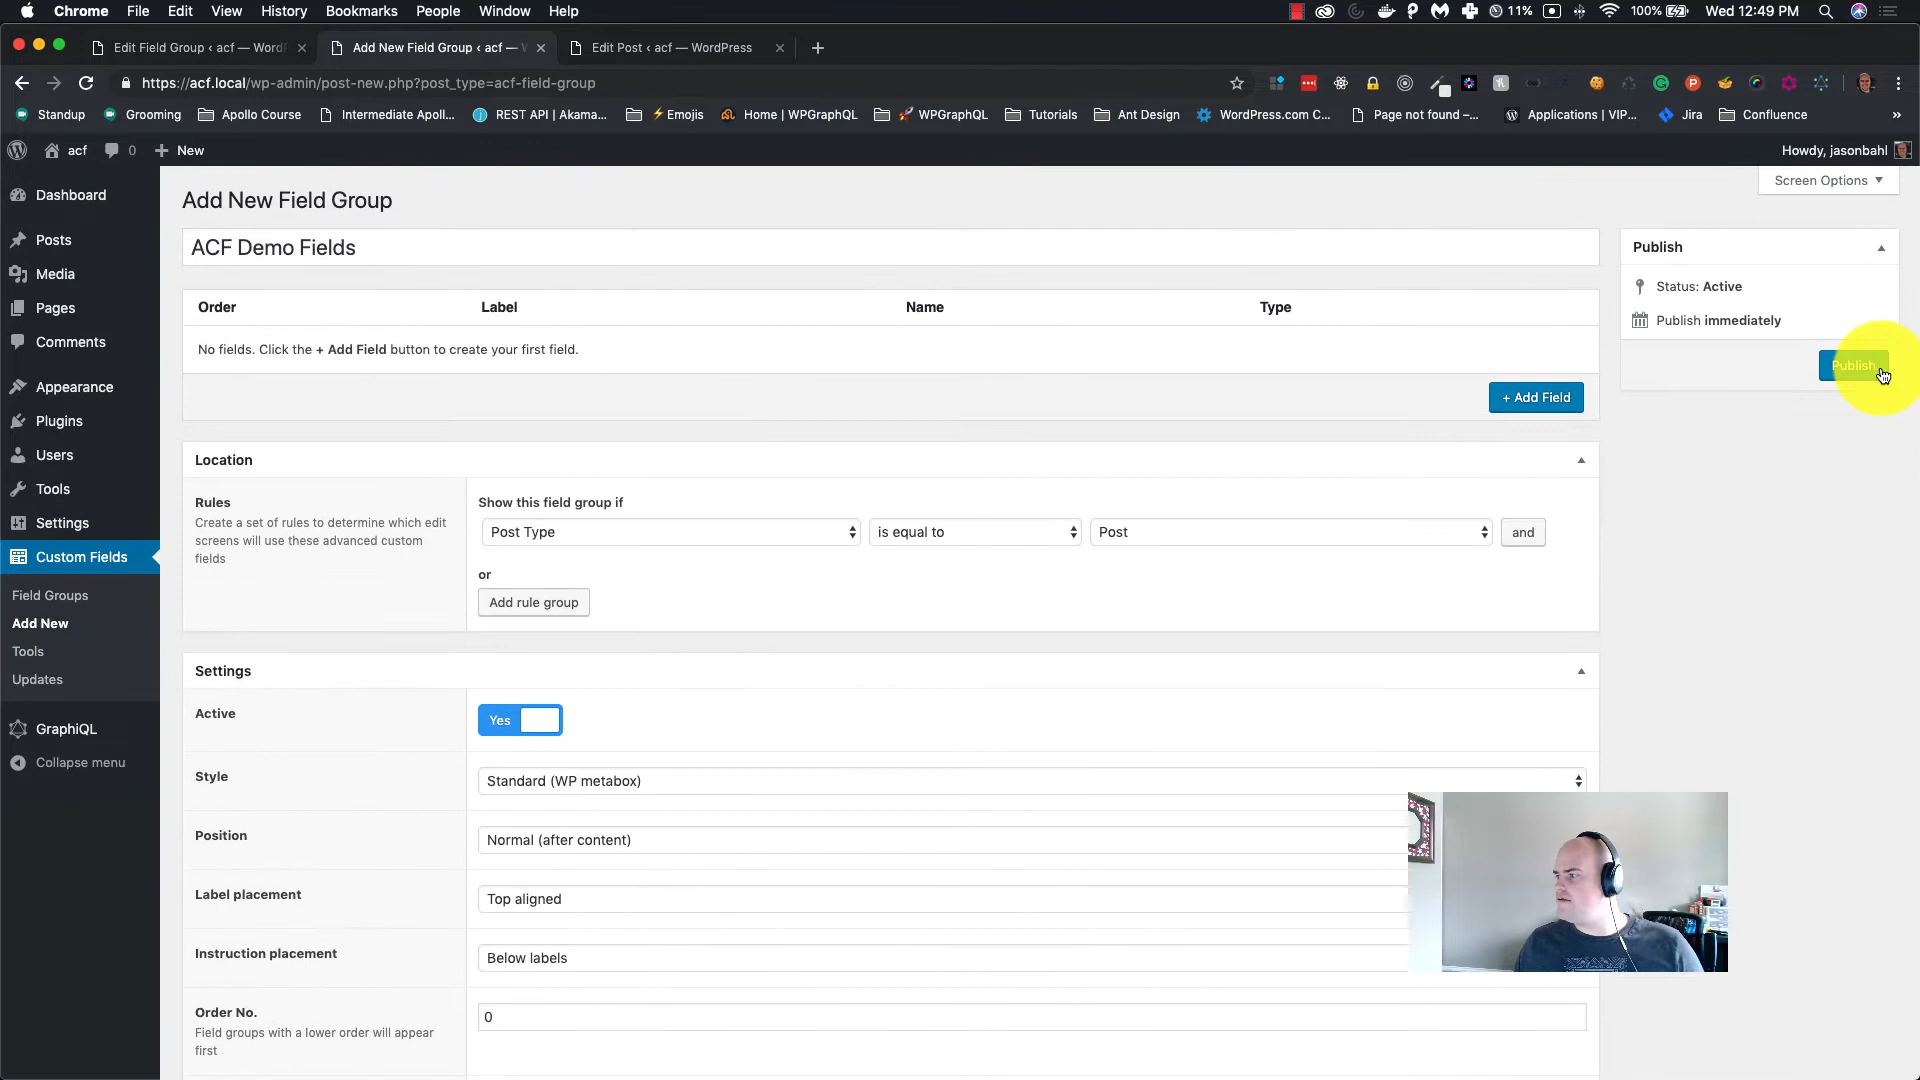 Chrome File Edit View History Bookmarks People Window Help 11% 100% Wed 12:49 PM
Edit Field Group ‹ acf — WordP
Add New Field Group ‹ acf — W
Edit Post ‹ acf — WordPress
https://acf.local/wp-admin/post-new.php?post_type=acf-field-group
Standup Grooming Apollo Course Intermediate Apoll... REST API | Akama... ⚡Emojis Home | WPGraphQL 🚀 WPGraphQL Tutorials Ant Design WordPress.com C... Page not found –... Applications | VIP... Jira Confluence »
acf 0 + New Howdy, jasonbahl
Screen Options
Dashboard
Posts
Media
Pages
Comments
Appearance
Plugins
Users
Tools
Settings
Custom Fields
Field Groups
Add New
Tools
Updates
GraphiQL
Collapse menu
Add New Field Group
ACF Demo Fields
Order Label Name Type
No fields. Click the + Add Field button to create your first field.
+ Add Field
Publish
Status: Active
Publish immediately
Publish
Location
Rules
Create a set of rules to determine which edit
screens will use these advanced custom
fields
Show this field group if
Post Type is equal to Post and
or
Add rule group
Settings
Active
Yes
Style
Standard (WP metabox)
Position
Normal (after content)
Label placement
Top aligned
Instruction placement
Below labels
Order No.
Field groups with a lower order will appear
first
0